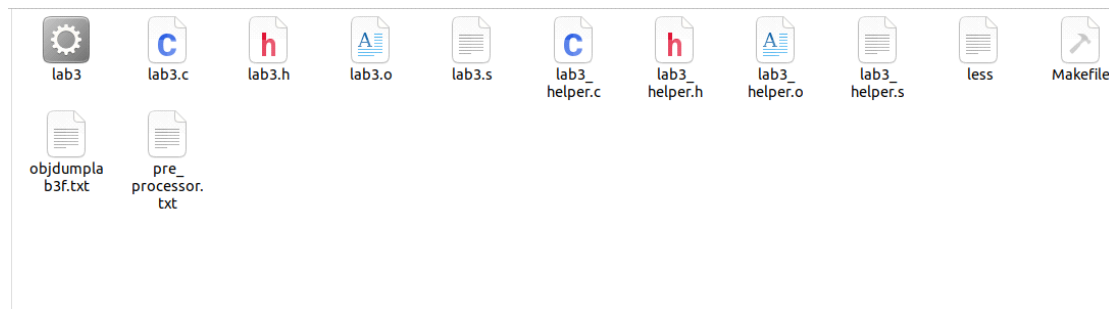 lab3
lab3.c
lab3.h
lab3.o
lab3.s
lab3_
helper.c
lab3_
helper.h
lab3_
helper.o
lab3_
helper.s
less
Makefile
objdumpla
b3f.txt
pre_
processor.
txt